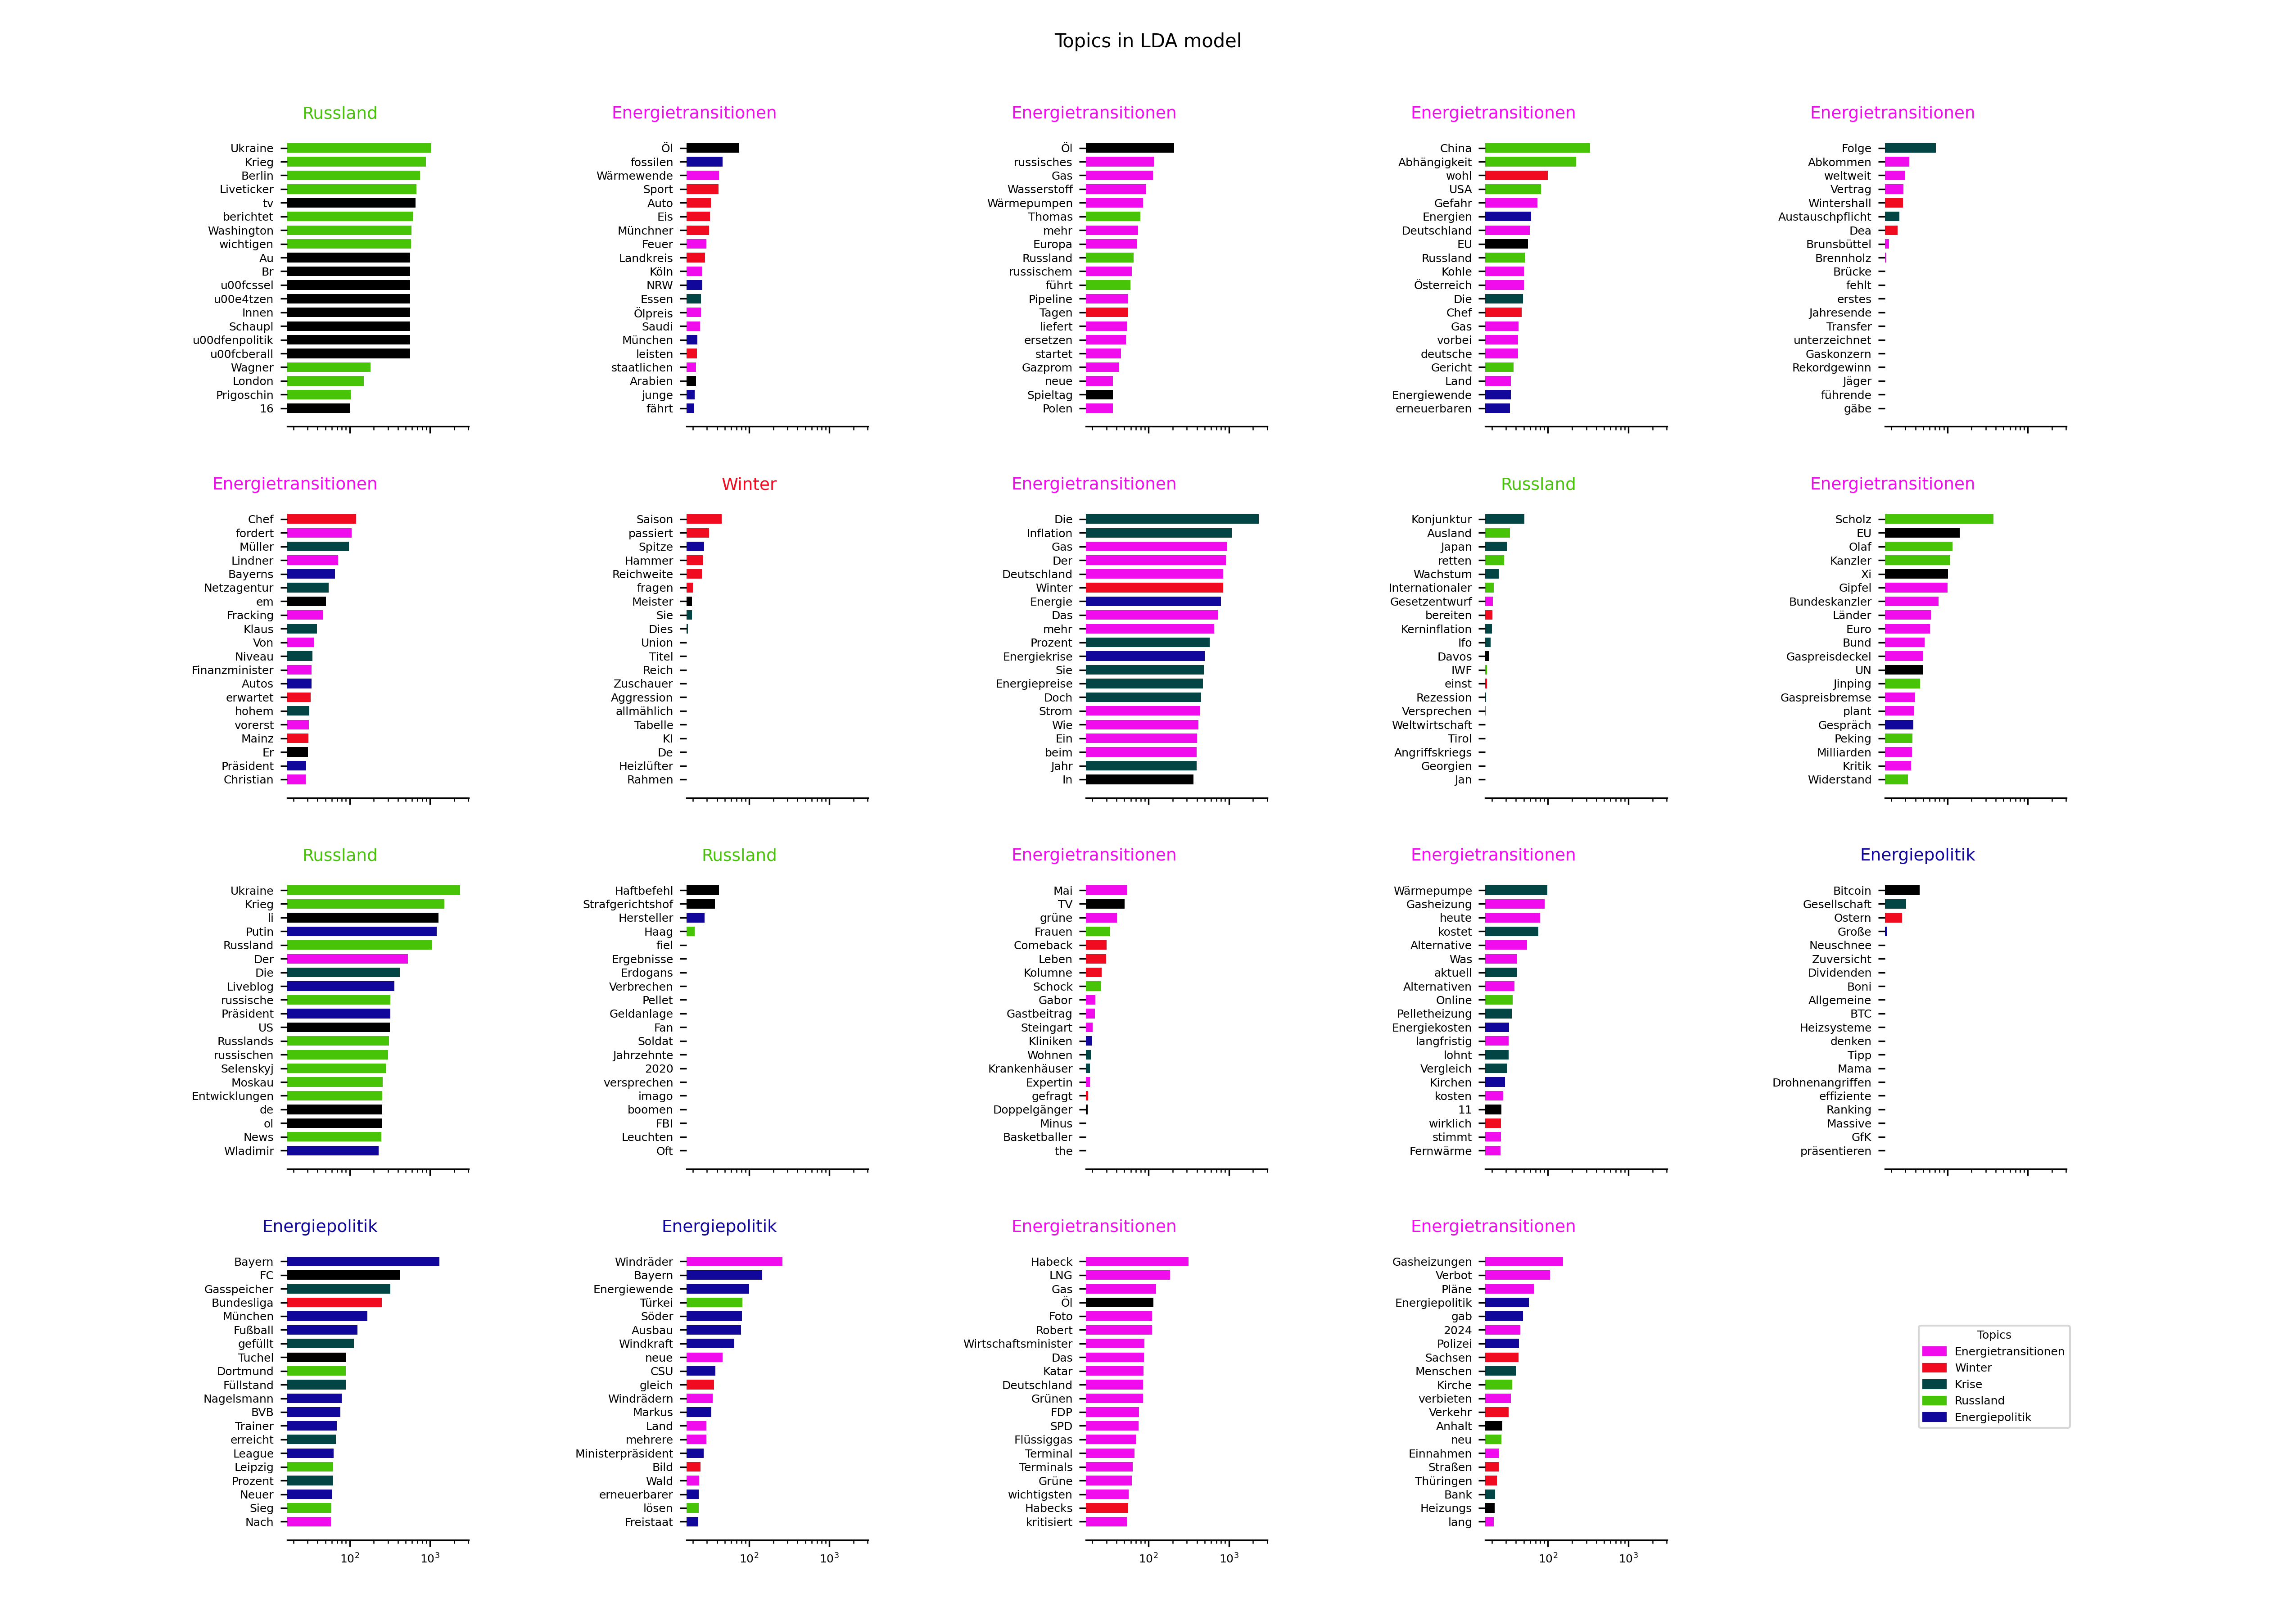 Topics in LDA model
Russland
Ukraine
Krieg
Berlin
Liveticker
tv
berichtet
Washington
wichtigen
Au
Br
u00fcssel
u00e4tzen
Innen
Schaupl
u00dfenpolitik
u00fcberall
Wagner
London
Prigoschin
16
Energietransitionen
Öl
fossilen
Wärmewende
Sport
Auto
Eis
Münchner
Feuer
Landkreis
Köln
NRW
Essen
Ölpreis
Saudi
München
leisten
staatlichen
Arabien
junge
fährt
Energietransitionen
Öl
russisches
Gas
Wasserstoff
Wärmepumpen
Thomas
mehr
Europa
Russland
russischem
führt
Pipeline
Tagen
liefert
ersetzen
startet
Gazprom
neue
Spieltag
Polen
Energietransitionen
China
Abhängigkeit
wohl
USA
Gefahr
Energien
Deutschland
EU
Russland
Kohle
Österreich
Die
Chef
Gas
vorbei
deutsche
Gericht
Land
Energiewende
erneuerbaren
Energietransitionen
Folge
Abkommen
weltweit
Vertrag
Wintershall
Austauschpflicht
Dea
Brunsbüttel
Brennholz
Brücke
fehlt
erstes
Jahresende
Transfer
unterzeichnet
Gaskonzern
Rekordgewinn
Jäger
führende
gäbe
Energietransitionen
Chef
fordert
Müller
Lindner
Bayerns
Netzagentur
em
Fracking
Klaus
Von
Niveau
Finanzminister
Autos
erwartet
hohem
vorerst
Mainz
Er
Präsident
Christian
Winter
Saison
passiert
Spitze
Hammer
Reichweite
fragen
Meister
Sie
Dies
Union
Titel
Reich
Zuschauer
Aggression
allmählich
Tabelle
KI
De
Heizlüfter
Rahmen
Energietransitionen
Die
Inflation
Gas
Der
Deutschland
Winter
Energie
Das
mehr
Prozent
Energiekrise
Sie
Energiepreise
Doch
Strom
Wie
Ein
beim
Jahr
In
Russland
Konjunktur
Ausland
Japan
retten
Wachstum
Internationaler
Gesetzentwurf
bereiten
Kerninflation
Ifo
Davos
IWF
einst
Rezession
Versprechen
Weltwirtschaft
Tirol
Angriffskriegs
Georgien
Jan
Energietransitionen
Scholz
EU
Olaf
Kanzler
Xi
Gipfel
Bundeskanzler
Länder
Euro
Bund
Gaspreisdeckel
UN
Jinping
Gaspreisbremse
plant
Gespräch
Peking
Milliarden
Kritik
Widerstand
Russland
Ukraine
Krieg
li
Putin
Russland
Der
Die
Liveblog
russische
Präsident
US
Russlands
russischen
Selenskyj
Moskau
Entwicklungen
de
ol
News
Wladimir
Russland
Haftbefehl
Strafgerichtshof
Hersteller
Haag
fiel
Ergebnisse
Erdogans
Verbrechen
Pellet
Geldanlage
Fan
Soldat
Jahrzehnte
2020
versprechen
imago
boomen
FBI
Leuchten
Oft
Energietransitionen
Mai
TV
grüne
Frauen
Comeback
Leben
Kolumne
Schock
Gabor
Gastbeitrag
Steingart
Kliniken
Wohnen
Krankenhäuser
Expertin
gefragt
Doppelgänger
Minus
Basketballer
the
Energietransitionen
Wärmepumpe
Gasheizung
heute
kostet
Alternative
Was
aktuell
Alternativen
Online
Pelletheizung
Energiekosten
langfristig
lohnt
Vergleich
Kirchen
kosten
11
wirklich
stimmt
Fernwärme
Energiepolitik
Bitcoin
Gesellschaft
Ostern
Große
Neuschnee
Zuversicht
Dividenden
Boni
Allgemeine
BTC
Heizsysteme
denken
Tipp
Mama
Drohnenangriffen
effiziente
Ranking
Massive
GfK
präsentieren
Energiepolitik
Bayern
FC
Gasspeicher
Bundesliga
München
Fußball
gefüllt
Tuchel
Dortmund
Füllstand
Nagelsmann
BVB
Trainer
erreicht
League
Leipzig
Prozent
Neuer
Sieg
Nach
10² 10³
Energiepolitik
Windräder
Bayern
Energiewende
Türkei
Söder
Ausbau
Windkraft
neue
CSU
gleich
Windrädern
Markus
Land
mehrere
Ministerpräsident
Bild
Wald
erneuerbarer
lösen
Freistaat
10² 10³
Energietransitionen
Habeck
LNG
Gas
Öl
Foto
Robert
Wirtschaftsminister
Das
Katar
Deutschland
Grünen
FDP
SPD
Flüssiggas
Terminal
Terminals
Grüne
wichtigsten
Habecks
kritisiert
10² 10³
Energietransitionen
Gasheizungen
Verbot
Pläne
Energiepolitik
gab
2024
Polizei
Sachsen
Menschen
Kirche
verbieten
Verkehr
Anhalt
neu
Einnahmen
Straßen
Thüringen
Bank
Heizungs
lang
10² 10³
Topics
Energietransitionen
Winter
Krise
Russland
Energiepolitik